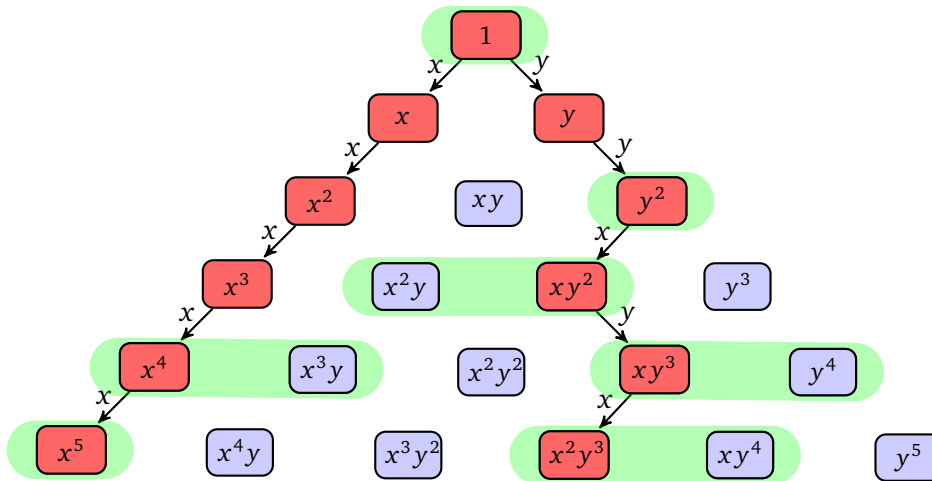 1
x y
x y
x y
x² xy y²
x x
x³ x²y xy² y³
x y
x⁴ x³y x²y² xy³ y⁴
x x
x⁵ x⁴y x³y² x²y³ xy⁴ y⁵